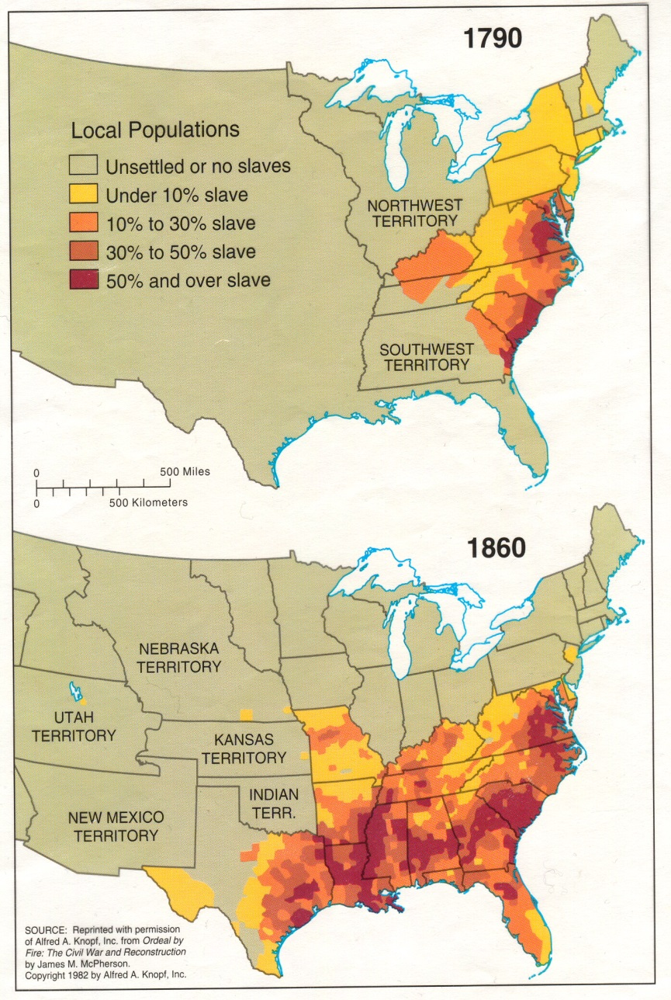 1790
Local Populations
Unsettled or no slaves
Under 10% slave
10% to 30% slave
30% to 50% slave
50% and over slave
NORTHWEST
TERRITORY
SOUTHWEST
TERRITORY
0
500 Miles
0
500 Kilometers
1860
NEBRASKA
TERRITORY
UTAH
TERRITORY
KANSAS
TERRITORY
INDIAN
TERR.
NEW MEXICO
TERRITORY
SOURCE: Reprinted with permission
of Alfred A. Knopf, Inc. from Ordeal by
Fire: The Civil War and Reconstruction
by James M. McPherson.
Copyright 1982 by Alfred A. Knopf, Inc.